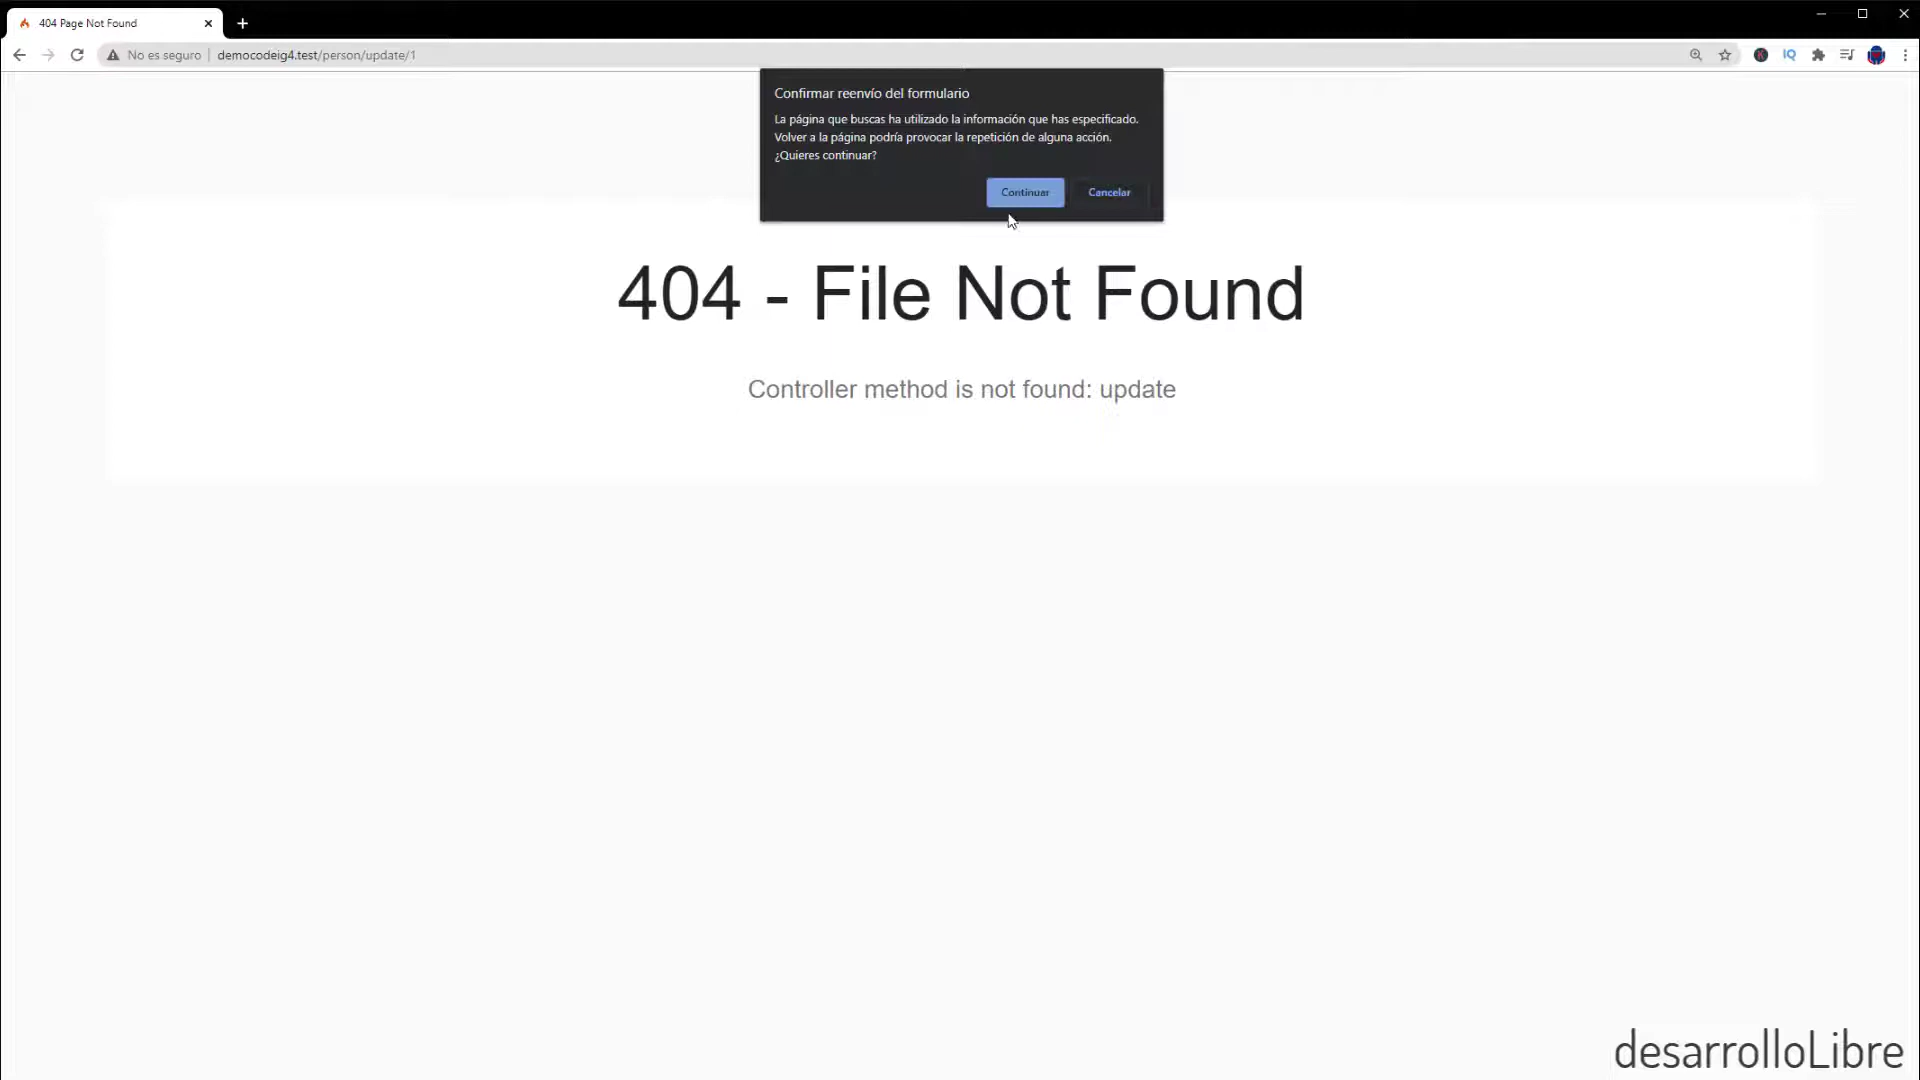 404 Page Not Found
No es seguro | democodeig4.test/person/update/1
IQ
Confirmar reenvío del formulario
La página que buscas ha utilizado la información que has especificado.
Volver a la página podría provocar la repetición de alguna acción.
¿Quieres continuar?
Continuar Cancelar
404 - File Not Found
Controller method is not found: update
desarrolloLibre